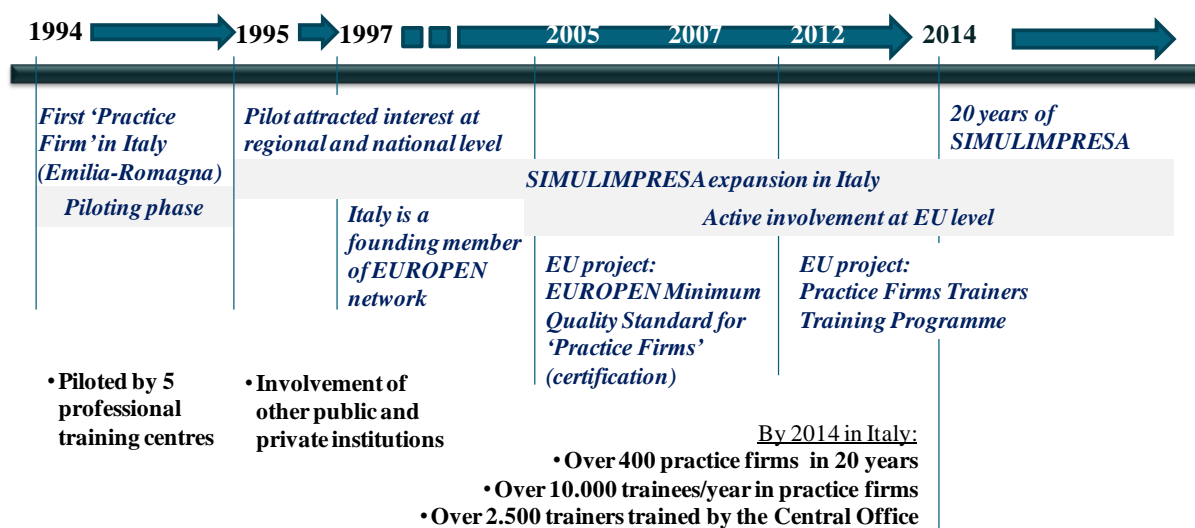 1994
1995
1997
2005
2007
2012
2014
First ‘Practice
Firm’ in Italy
(Emilia-Romagna)
Piloting phase
Pilot attracted interest at
regional and national level
20 years of
SIMULIMPRESA
SIMULIMPRESA expansion in Italy
Active involvement at EU level
Italy is a
founding member
of EUROPEN
network
EU project:
EUROPEN Minimum
Quality Standard for
‘Practice Firms’
(certification)
EU project:
Practice Firms Trainers
Training Programme
• Piloted by 5
professional
training centres
• Involvement of
other public and
private institutions
By 2014 in Italy:
• Over 400 practice firms in 20 years
• Over 10.000 trainees/year in practice firms
• Over 2.500 trainers trained by the Central Office